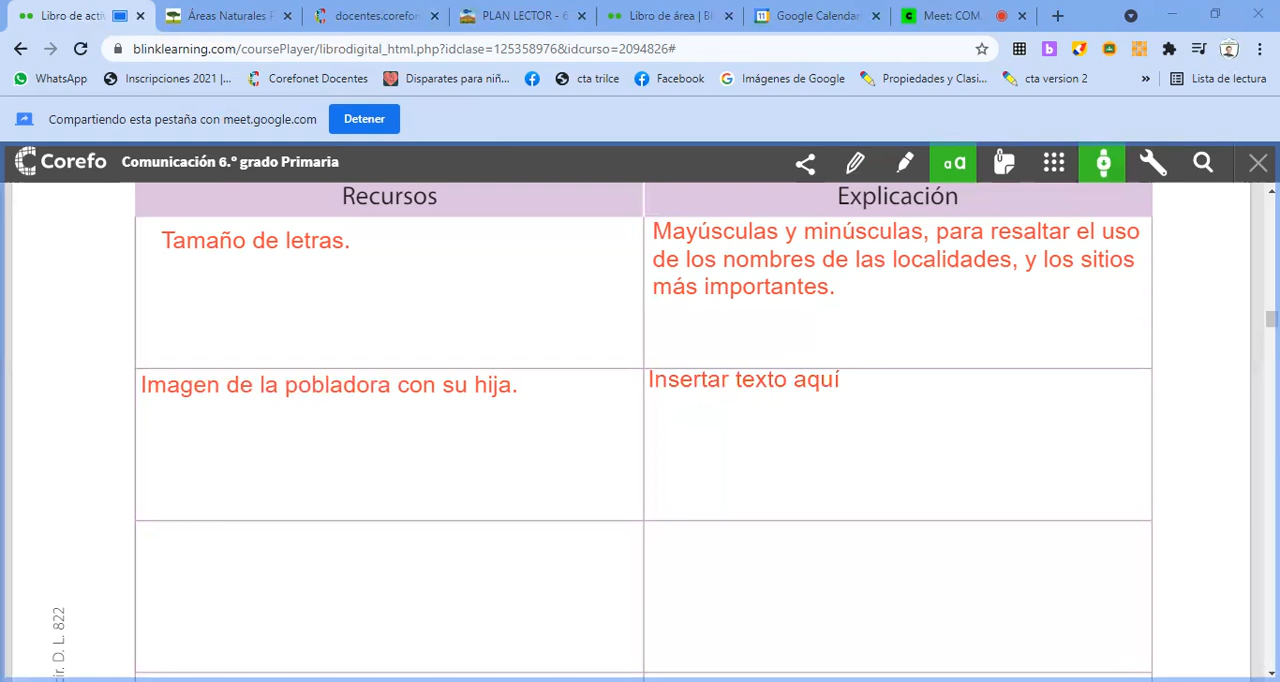 Libro de activ
Áreas Naturales P
docentes.corefon
PLAN LECTOR - 6
Libro de área | Bl
Google Calendar
Meet: COM.
blinklearning.com/coursePlayer/librodigital_html.php?idclase=125358976&idcurso=2094826#
WhatsApp
Inscripciones 2021 |...
Corefonet Docentes
Disparates para niñ...
cta trilce
Facebook
Imágenes de Google
Propiedades y Clasi...
cta version 2
»
Lista de lectura
Compartiendo esta pestaña con meet.google.com
Detener
Corefo
Comunicación 6.º grado Primaria
aa
Recursos
Explicación
Tamaño de letras.
Mayúsculas y minúsculas, para resaltar el uso
de los nombres de las localidades, y los sitios
más importantes.
Imagen de la pobladora con su hija.
Insertar texto aquí
cir. D. L. 822